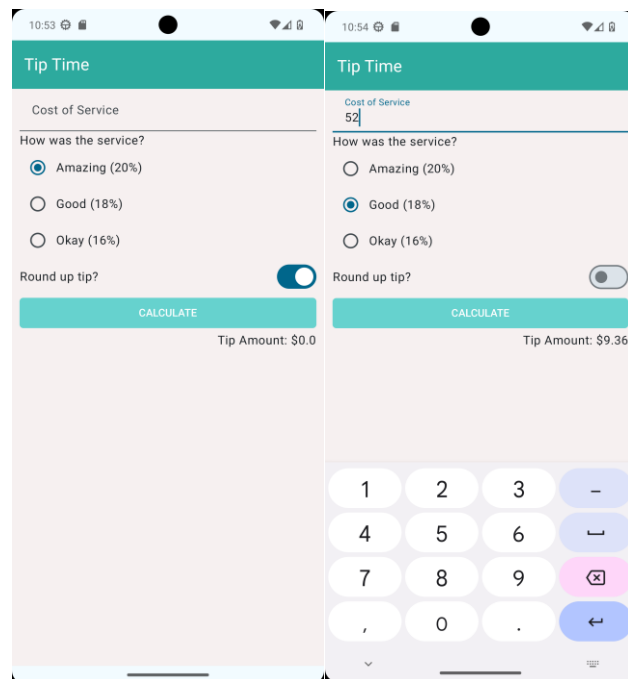 10:53
Tip Time
Cost of Service
How was the service?
Amazing (20%)
Good (18%)
Okay (16%)
Round up tip?
CALCULATE
Tip Amount: $0.0
10:54
Tip Time
Cost of Service
52
How was the service?
Amazing (20%)
Good (18%)
Okay (16%)
Round up tip?
CALCULATE
Tip Amount: $9.36
1 2 3 –
4 5 6
7 8 9
, 0 .